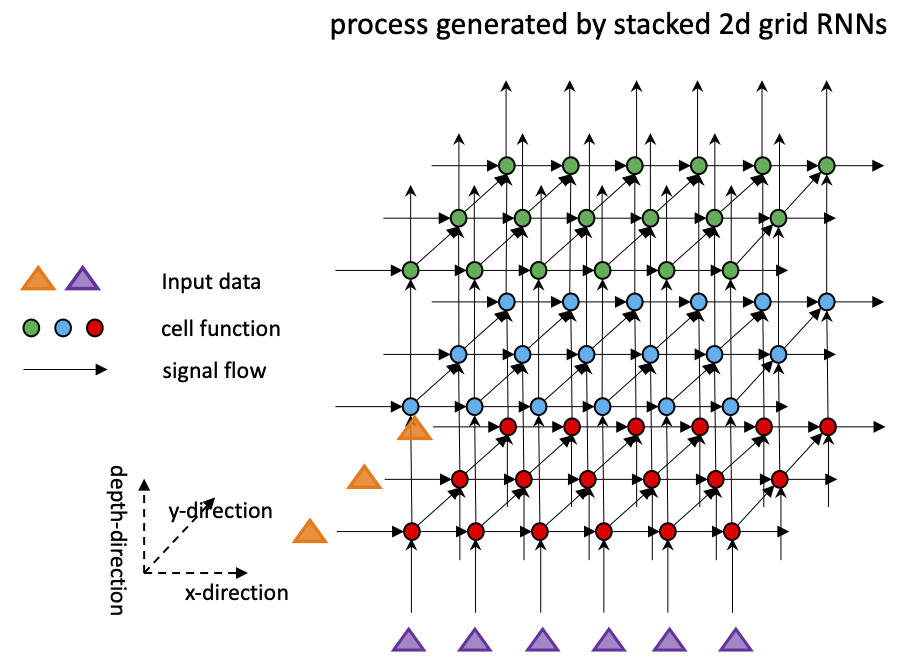 process generated by stacked 2d grid RNNs
Input data
cell function
signal flow
depth-direction
y-direction
x-direction